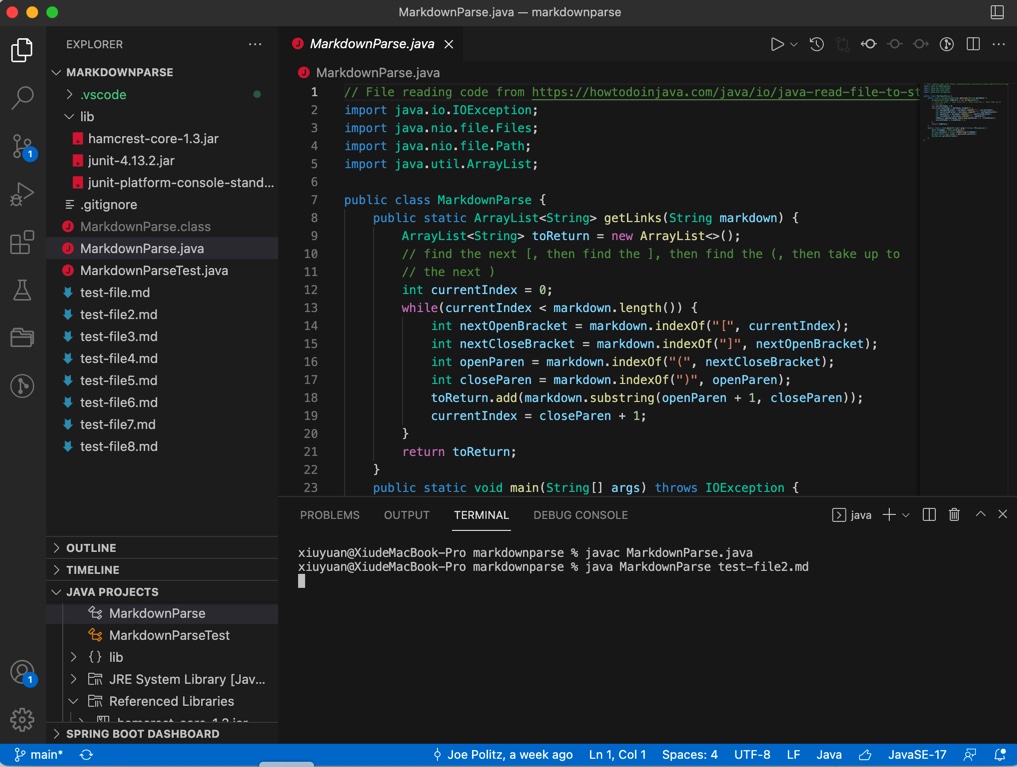 MarkdownParse.java — markdownparse
EXPLORER
MARKDOWNPARSE
.vscode
lib
hamcrest-core-1.3.jar
junit-4.13.2.jar
junit-platform-console-stand...
.gitignore
MarkdownParse.class
MarkdownParse.java
MarkdownParseTest.java
test-file.md
test-file2.md
test-file3.md
test-file4.md
test-file5.md
test-file6.md
test-file7.md
test-file8.md
OUTLINE
TIMELINE
JAVA PROJECTS
MarkdownParse
MarkdownParseTest
{} lib
JRE System Library [Jav...
Referenced Libraries
hamcrest-core-1.3.jar
SPRING BOOT DASHBOARD
1
1
MarkdownParse.java
MarkdownParse.java
1 // File reading code from https://howtodoinjava.com/java/io/java-read-file-to-st
2 import java.io.IOException;
3 import java.nio.file.Files;
4 import java.nio.file.Path;
5 import java.util.ArrayList;
6
7 public class MarkdownParse {
8 public static ArrayList<String> getLinks(String markdown) {
9 ArrayList<String> toReturn = new ArrayList<>();
10 // find the next [, then find the ], then find the (, then take up to
11 // the next )
12 int currentIndex = 0;
13 while(currentIndex < markdown.length()) {
14 int nextOpenBracket = markdown.indexOf("[", currentIndex);
15 int nextCloseBracket = markdown.indexOf("]", nextOpenBracket);
16 int openParen = markdown.indexOf("(", nextCloseBracket);
17 int closeParen = markdown.indexOf(")", openParen);
18 toReturn.add(markdown.substring(openParen + 1, closeParen));
19 currentIndex = closeParen + 1;
20 }
21 return toReturn;
22 }
23 public static void main(String[] args) throws IOException {
PROBLEMS OUTPUT TERMINAL DEBUG CONSOLE java
xiuyuan@XiudeMacBook-Pro markdownparse % javac MarkdownParse.java
xiuyuan@XiudeMacBook-Pro markdownparse % java MarkdownParse test-file2.md
main* Joe Politz, a week ago Ln 1, Col 1 Spaces: 4 UTF-8 LF Java JavaSE-17